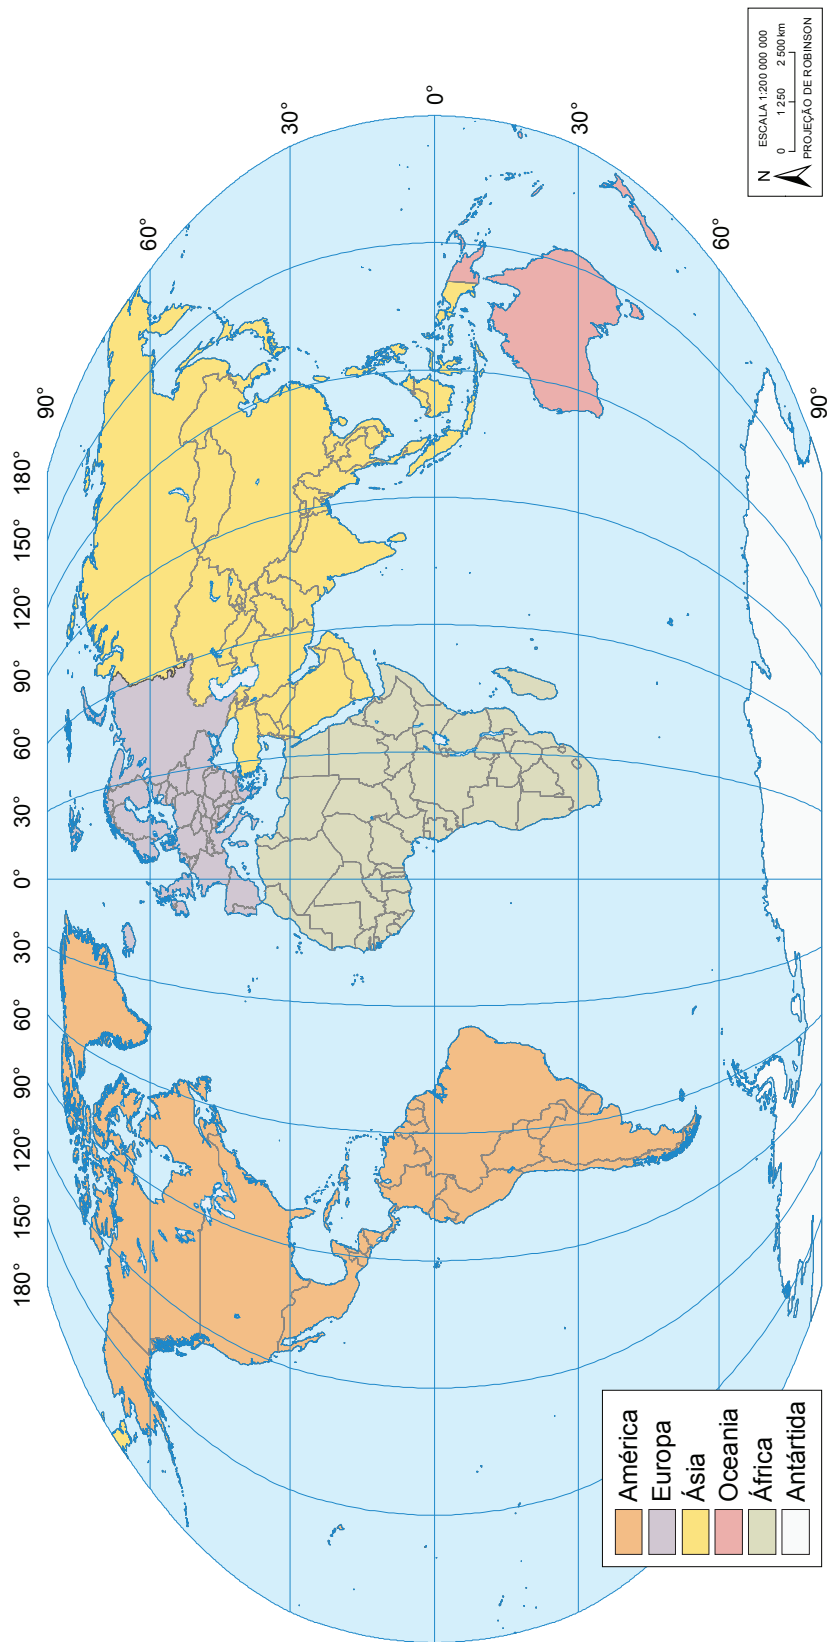 180°
150°
120°
90°
60°
30°
0°
30°
60°
90°
120°
150°
180°
90°
60°
30°
0°
30°
60°
90°
América
Europa
Ásia
Oceania
África
Antártida
N
ESCALA 1:200 000 000
0 1 250 2 500 km
PROJEÇÃO DE ROBINSON